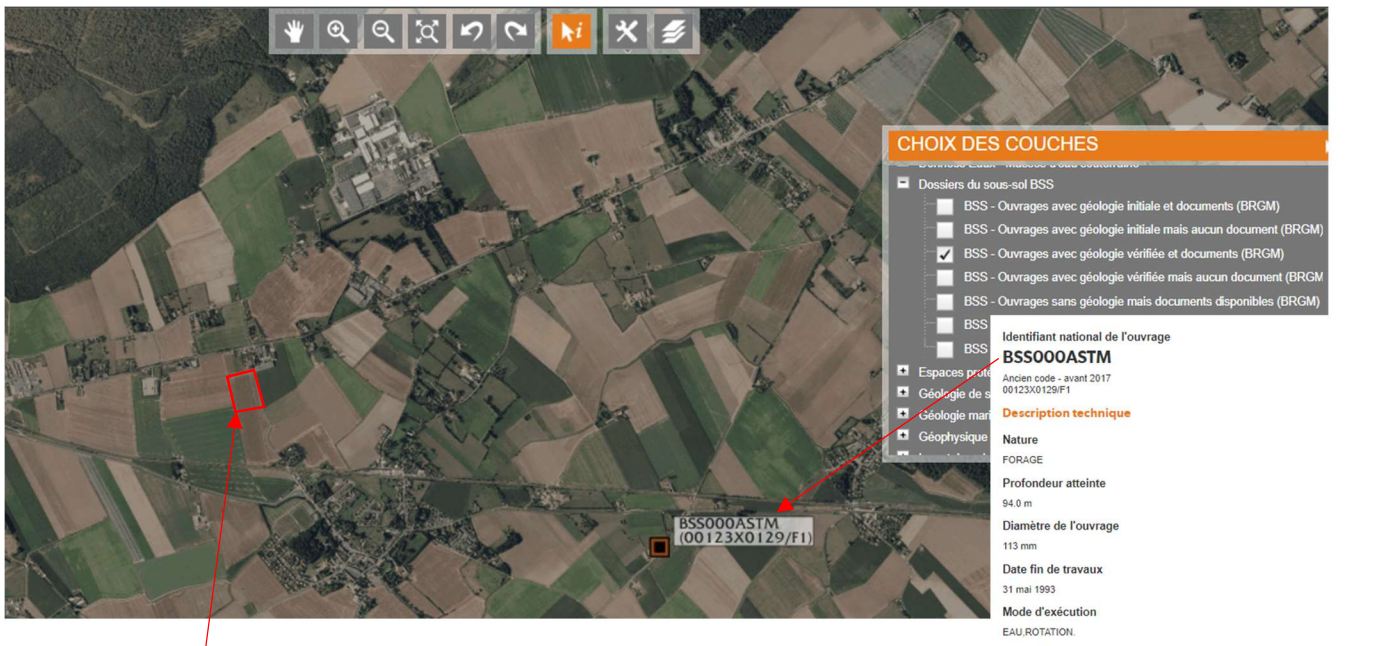 CHOIX DES COUCHES
Dossiers du sous-sol BSS
BSS - Ouvrages avec géologie initiale et documents (BRGM)
BSS - Ouvrages avec géologie initiale mais aucun document (BRGM)
BSS - Ouvrages avec géologie vérifiée et documents (BRGM)
BSS - Ouvrages avec géologie vérifiée mais aucun document (BRGM
BSS - Ouvrages sans géologie mais documents disponibles (BRGM)
BSS
BSS
Espaces proté
Géologie de s
Géologie mari
Géophysique
Identifiant national de l'ouvrage
BSS000ASTM
Ancien code - avant 2017
00123X0129/F1
Description technique
Nature
FORAGE
Profondeur atteinte
94.0 m
Diamètre de l'ouvrage
113 mm
Date fin de travaux
31 mai 1993
Mode d'exécution
EAU,ROTATION.
BSS000ASTM
(00123X0129/F1)